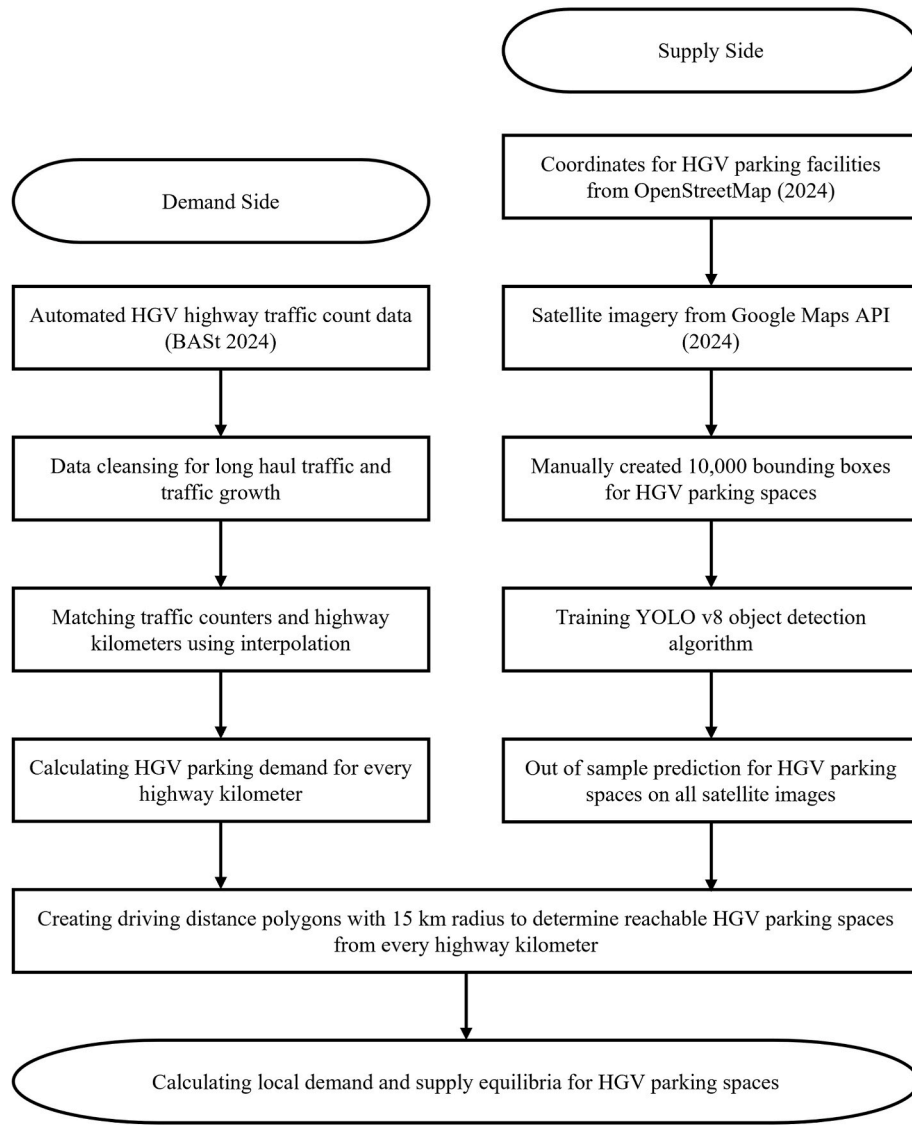 Supply Side
Coordinates for HGV parking facilities
from OpenStreetMap (2024)
Demand Side
Automated HGV highway traffic count data
(BASt 2024)
Satellite imagery from Google Maps API
(2024)
Data cleansing for long haul traffic and
traffic growth
Manually created 10,000 bounding boxes
for HGV parking spaces
Matching traffic counters and highway
kilometers using interpolation
Training YOLO v8 object detection
algorithm
Calculating HGV parking demand for every
highway kilometer
Out of sample prediction for HGV parking
spaces on all satellite images
Creating driving distance polygons with 15 km radius to determine reachable HGV parking spaces
from every highway kilometer
Calculating local demand and supply equilibria for HGV parking spaces